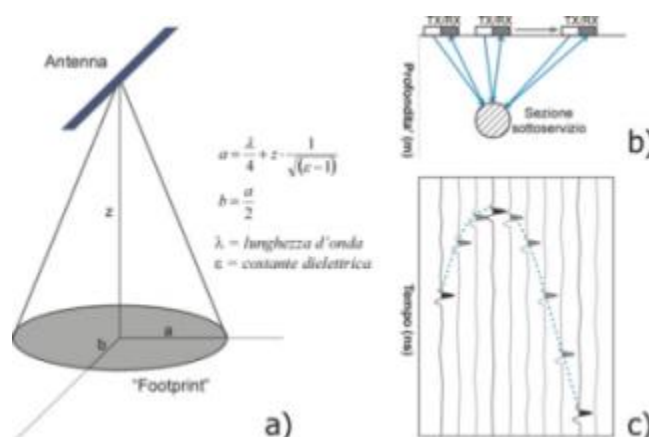 Antenna
z
a = λ/4 + z · 1/√(ε−1)
b = a/2
λ = lunghezza d'onda
ε = costante dielettrica
a
b
"Footprint"
a)
TX/RX TX/RX TX/RX
Profondita' (m)
Sezione
sottoservizio
b)
Tempo (ns)
c)